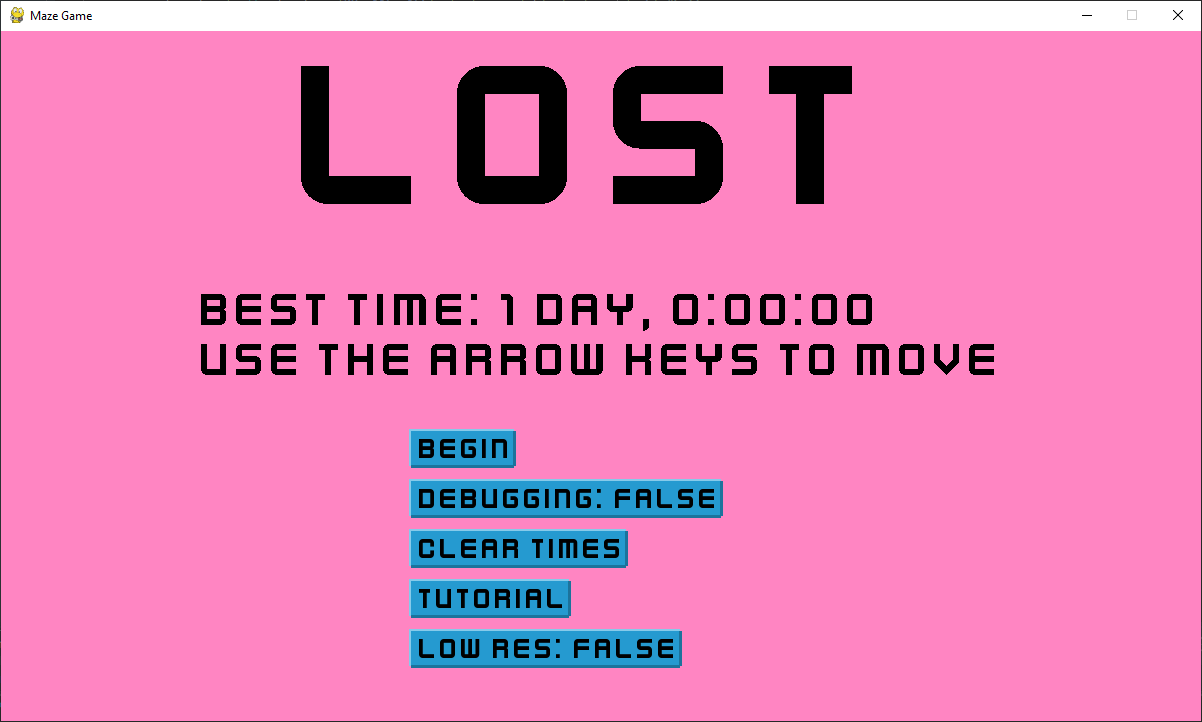 Maze Game
LOST
BEST TIME: 1 DAY, 0:00:00
USE THE ARROW KEYS TO MOVE
BEGIN
DEBUGGING: FALSE
CLEAR TIMES
TUTORIAL
LOW RES: FALSE